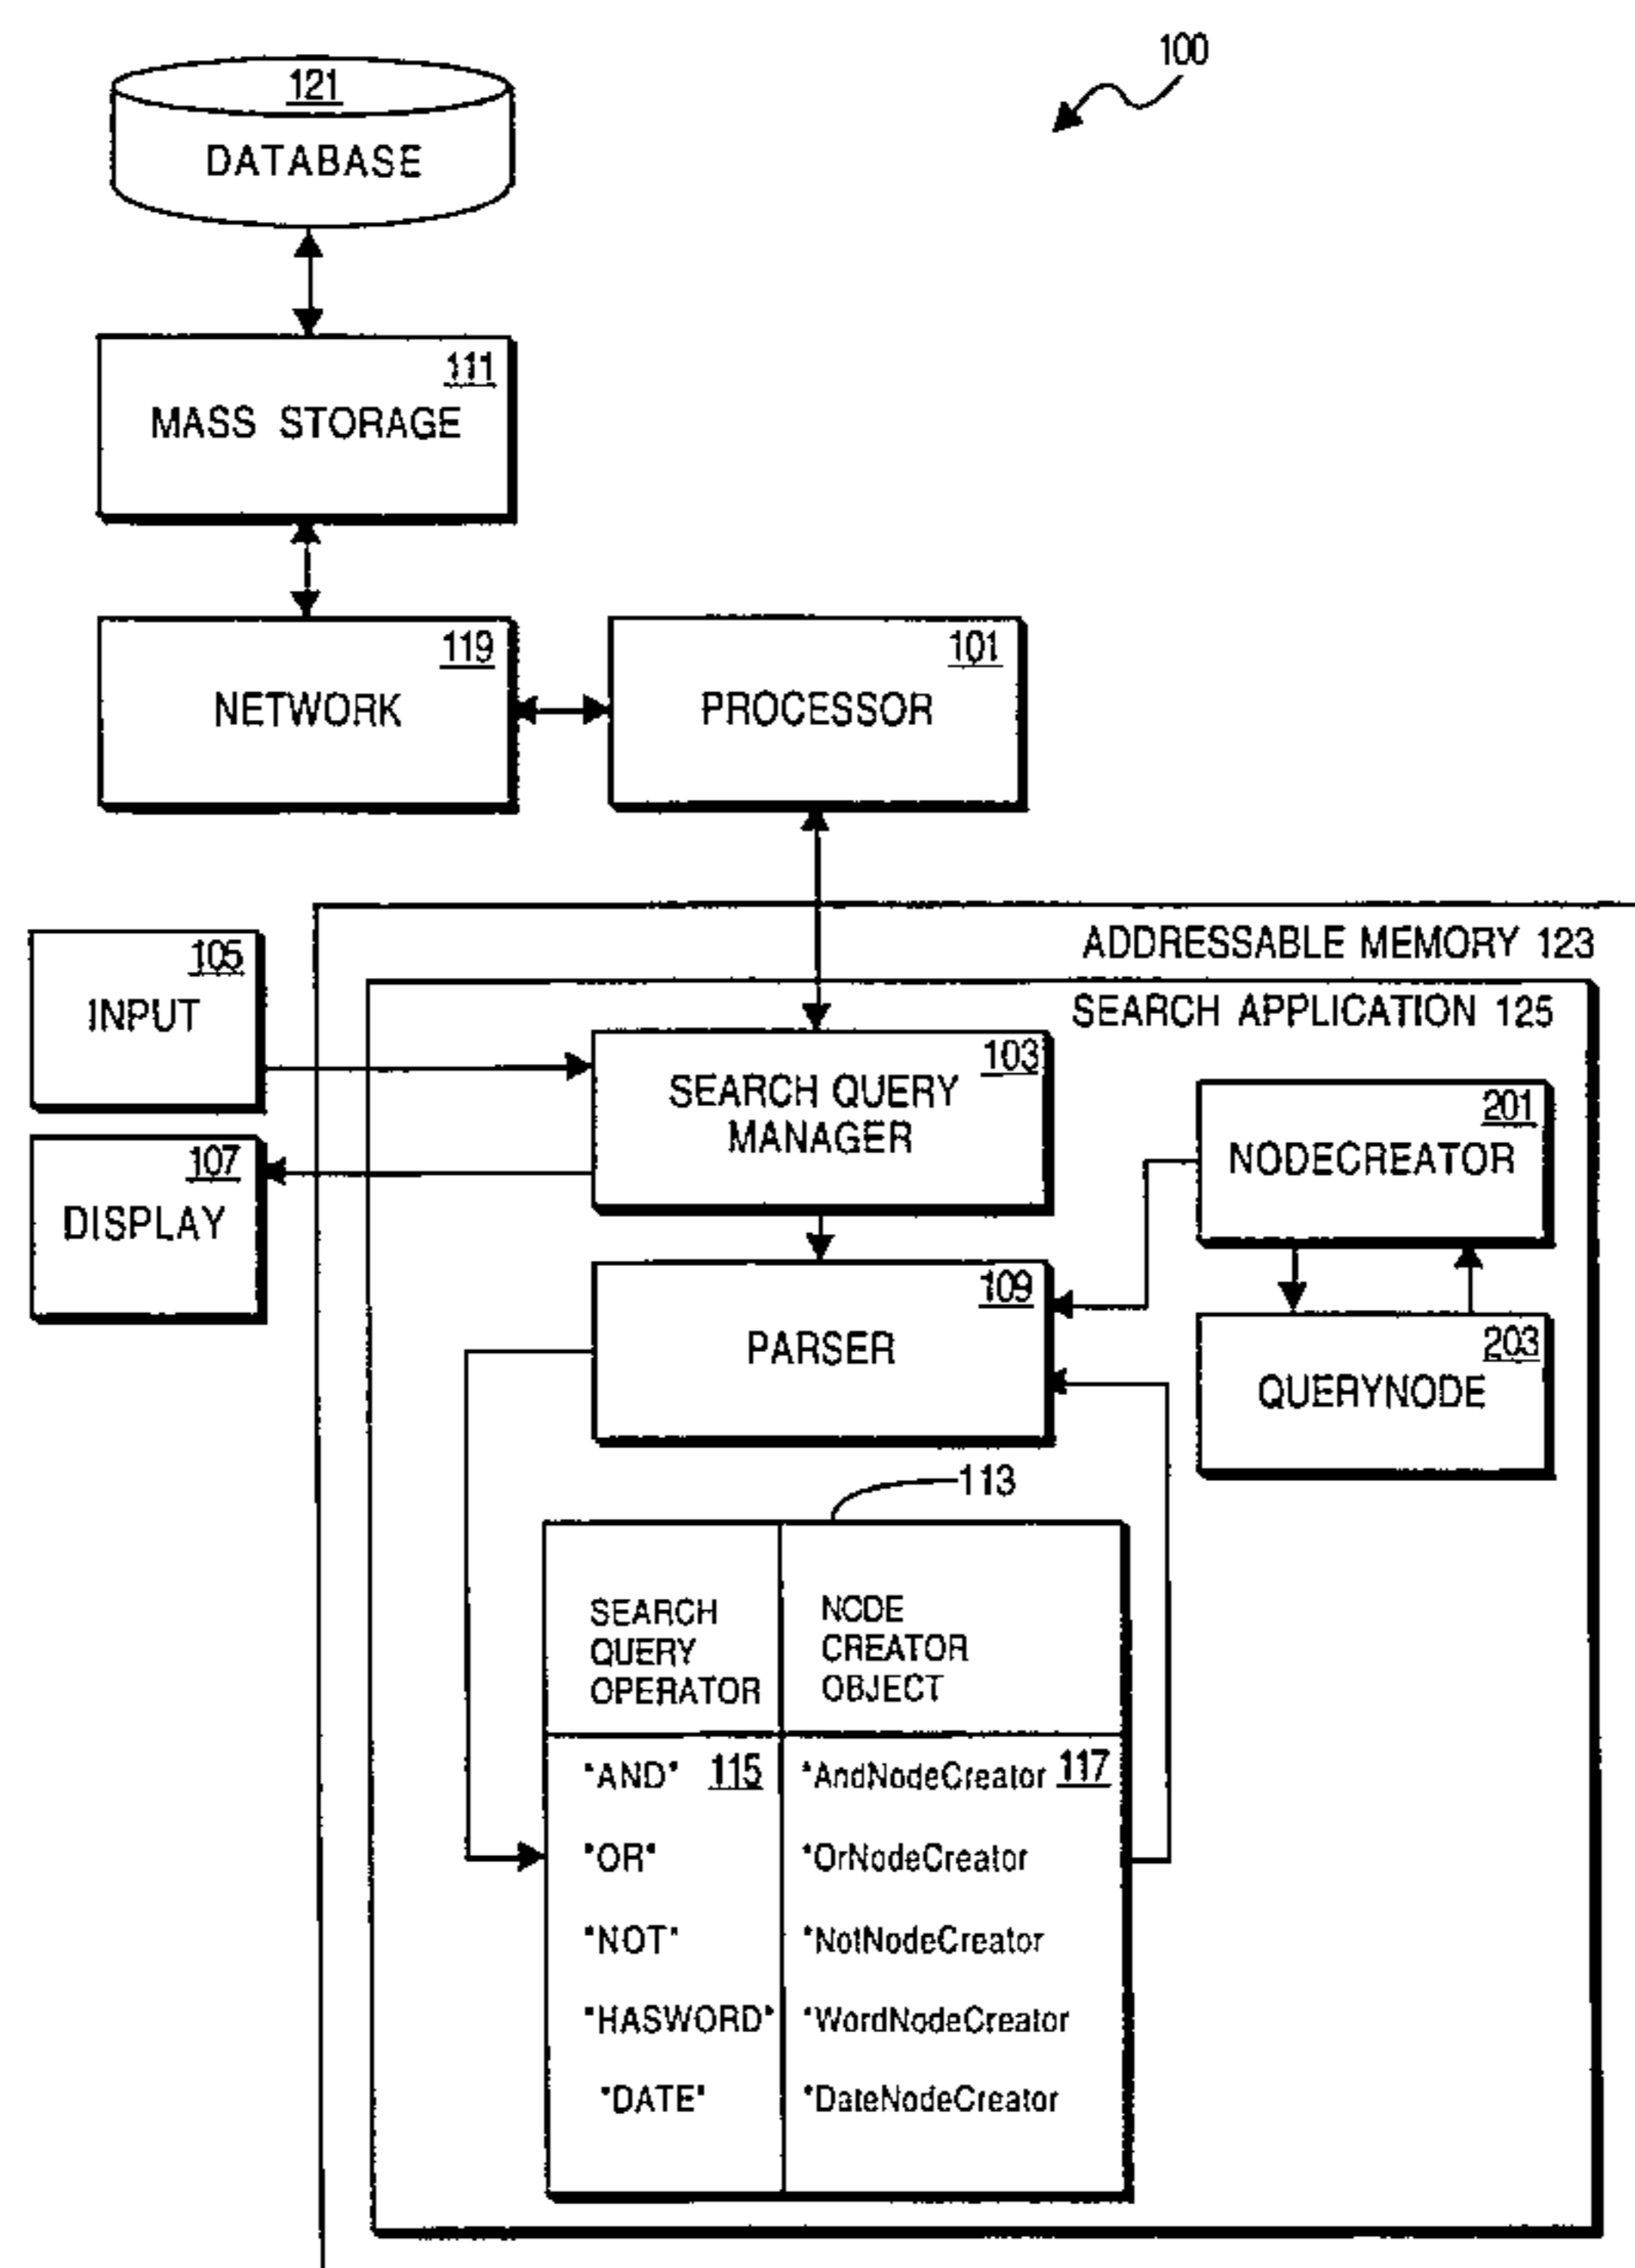 100
121
DATABASE
111
MASS STORAGE
119
NETWORK
101
PROCESSOR
ADDRESSABLE MEMORY 123
SEARCH APPLICATION 125
105
INPUT
103
SEARCH QUERY
MANAGER
201
NODECREATOR
107
DISPLAY
109
PARSER
203
QUERYNODE
113
SEARCH
QUERY
OPERATOR
NODE
CREATOR
OBJECT
"AND" 115 *AndNodeCreator 117
"OR" *OrNodeCreator
"NOT" *NotNodeCreator
"HASWORD" *WordNodeCreator
"DATE" *DateNodeCreator